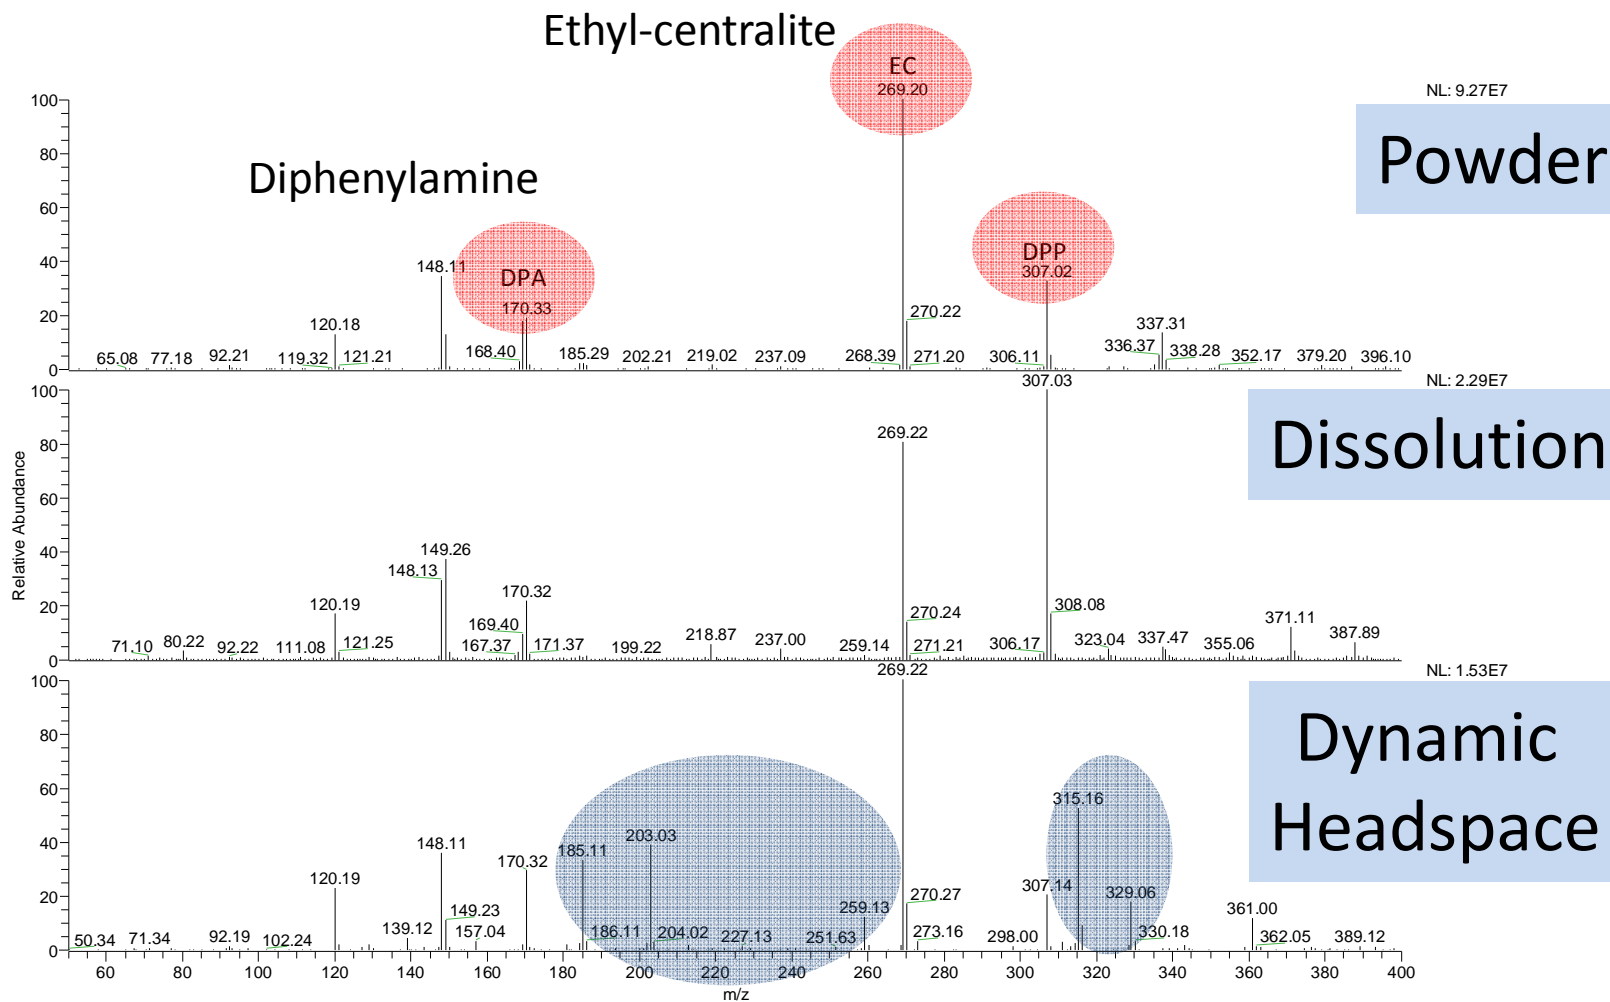 Ethyl-centralite
EC
269.20
NL: 9.27E7
Powder
Diphenylamine
DPA
170.33
DPP
307.02
148.11
120.18
65.08 77.18 92.21 119.32 121.21 168.40 185.29 202.21 219.02 237.09 268.39 270.22 271.20 306.11 336.37 337.31 338.28 352.17 379.20 396.10
100
80
60
40
20
0
307.03
NL: 2.29E7
Dissolution
269.22
149.26
148.13
120.19
170.32
169.40
71.10 80.22 92.22 111.08 121.25 167.37 171.37 199.22 218.87 237.00 259.14 270.24 271.21 306.17 308.08 323.04 337.47 355.06 371.11 387.89
100
80
60
40
20
0
Relative Abundance
269.22
NL: 1.53E7
Dynamic
Headspace
315.16
203.03
185.11
148.11
170.32
120.19
307.14
329.06
50.34 71.34 92.19 102.24 139.12 149.23 157.04 186.11 204.02 227.13 251.63 259.13 270.27 273.16 298.00 330.18 361.00 362.05 389.12
100
80
60
40
20
0
60 80 100 120 140 160 180 200 220 240 260 280 300 320 340 360 380 400
m/z